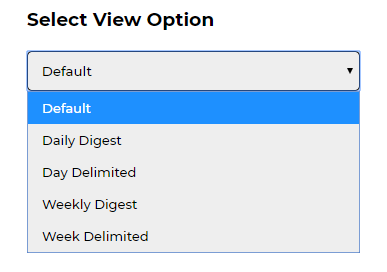 Select View Option
Default
Default
Daily Digest
Day Delimited
Weekly Digest
Week Delimited